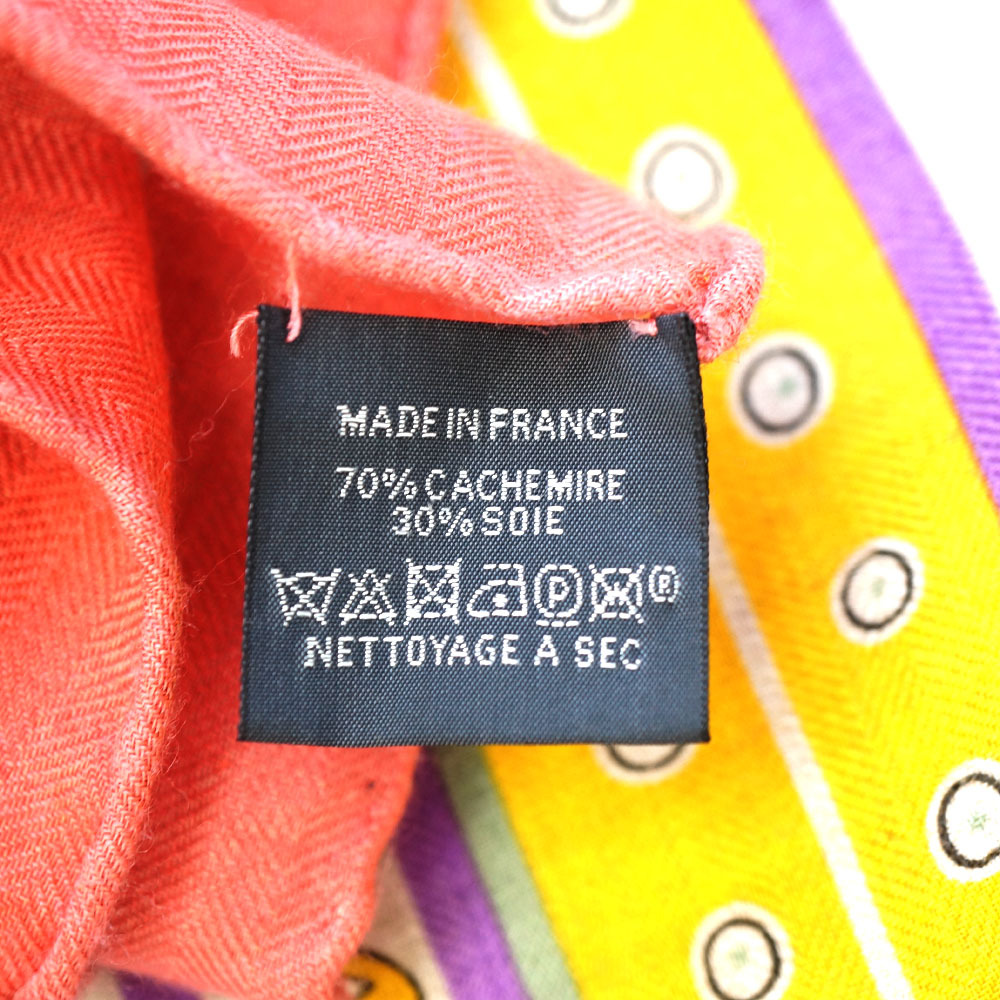 MADE IN FRANCE
70% CACHEMIRE
30% SOIE
P ®
NETTOYAGE A SEC